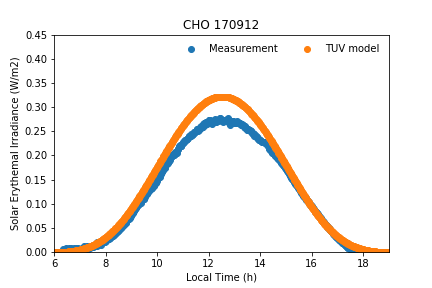 CHO 170912
Measurement
TUV model
Solar Erythemal Irradiance (W/m2)
0.45
0.40
0.35
0.30
0.25
0.20
0.15
0.10
0.05
0.00
6 8 10 12 14 16 18
Local Time (h)